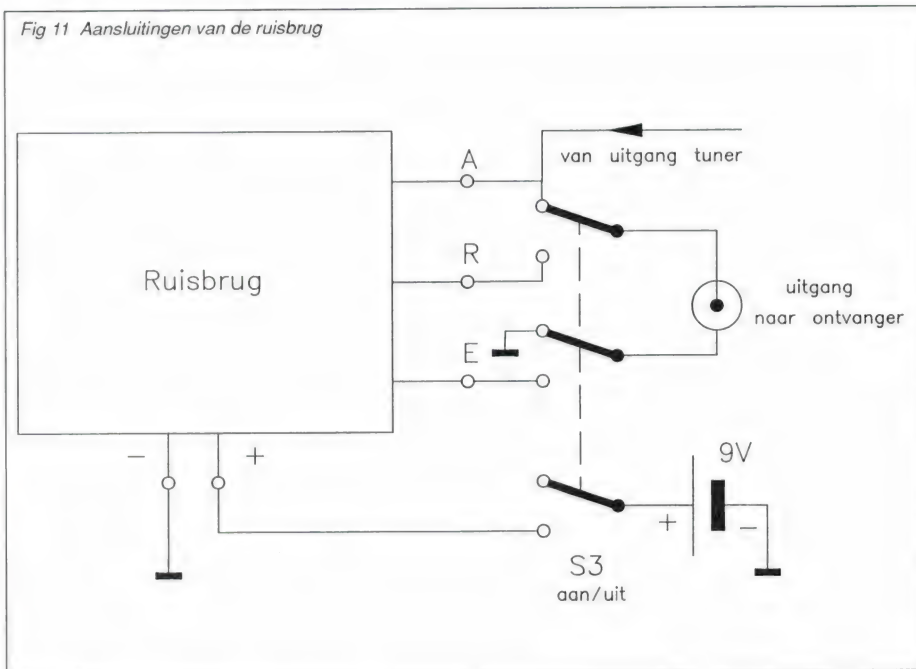 Fig 11 Aansluitingen van de ruisbrug
A
van uitgang tuner
R
Ruisbrug
uitgang
naar ontvanger
E
- +
9V
+ -
S3
aan/uit